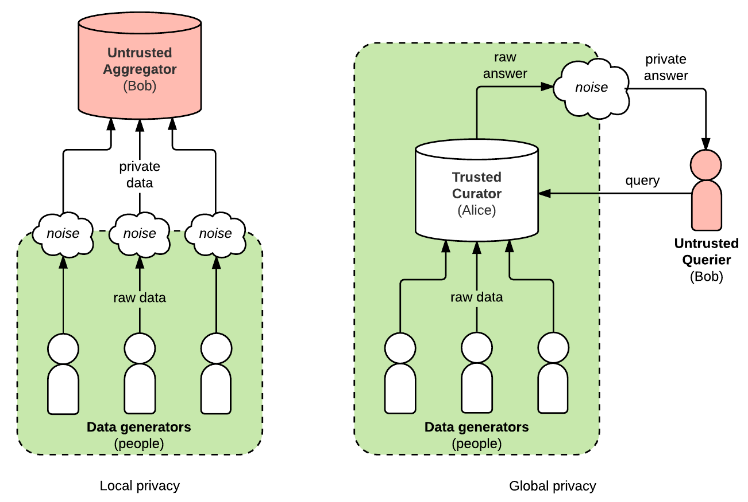 Untrusted
Aggregator
(Bob)
private
data
noise
noise
noise
raw data
Data generators
(people)
Local privacy
raw
answer
noise
private
answer
Trusted
Curator
(Alice)
query
Untrusted
Querier
(Bob)
raw data
Data generators
(people)
Global privacy